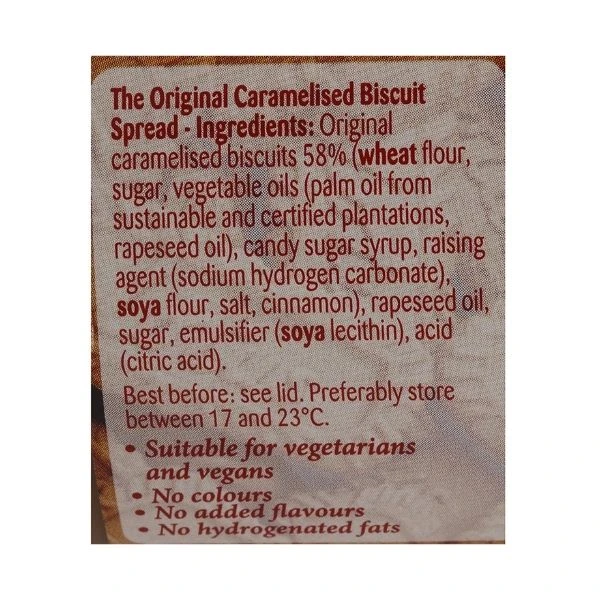 The Original Caramelised Biscuit
Spread - Ingredients: Original
caramelised biscuits 58% (wheat flour,
sugar, vegetable oils (palm oil from
sustainable and certified plantations,
rapeseed oil), candy sugar syrup, raising
agent (sodium hydrogen carbonate),
soya flour, salt, cinnamon), rapeseed oil,
sugar, emulsifier (soya lecithin), acid
(citric acid).
Best before: see lid. Preferably store
between 17 and 23°C.
• Suitable for vegetarians
and vegans
• No colours
• No added flavours
• No hydrogenated fats